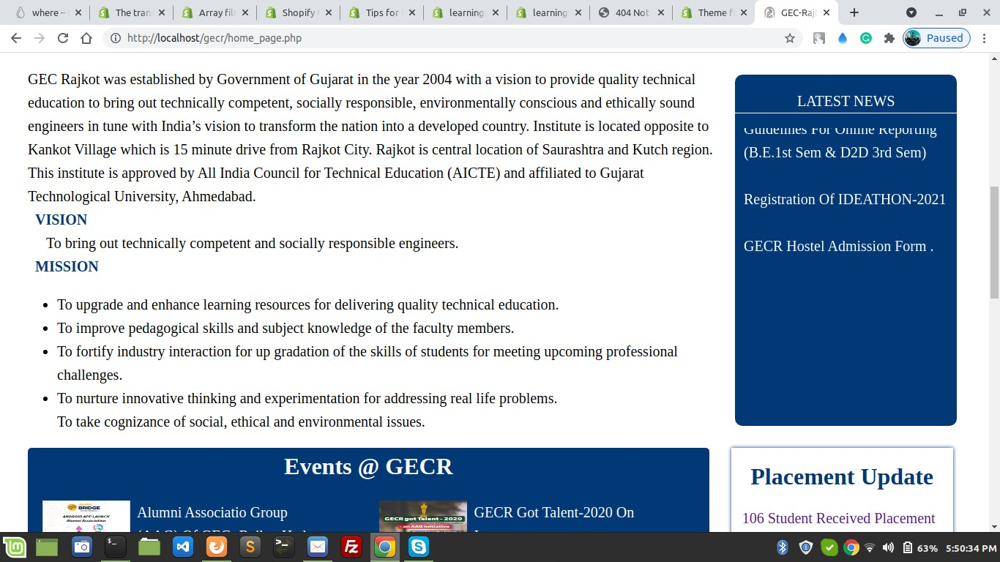 where –
The tran
Array fil
Shopify
Tips for
learning
learning
404 Not
Theme f
GEC-Raj
http://localhost/gecr/home_page.php
Paused
GEC Rajkot was established by Government of Gujarat in the year 2004 with a vision to provide quality technical
education to bring out technically competent, socially responsible, environmentally conscious and ethically sound
engineers in tune with India’s vision to transform the nation into a developed country. Institute is located opposite to
Kankot Village which is 15 minute drive from Rajkot City. Rajkot is central location of Saurashtra and Kutch region.
This institute is approved by All India Council for Technical Education (AICTE) and affiliated to Gujarat
Technological University, Ahmedabad.
VISION
To bring out technically competent and socially responsible engineers.
MISSION
To upgrade and enhance learning resources for delivering quality technical education.
To improve pedagogical skills and subject knowledge of the faculty members.
To fortify industry interaction for up gradation of the skills of students for meeting upcoming professional
challenges.
To nurture innovative thinking and experimentation for addressing real life problems.
To take cognizance of social, ethical and environmental issues.
LATEST NEWS
Guidelines For Online Reporting
(B.E.1st Sem & D2D 3rd Sem)
Registration Of IDEATHON-2021
GECR Hostel Admission Form .
Events @ GECR
ALMA
BRIDGE
ANDROID APP LAUNCH
Alumni Association
Alumni Associatio Group
GECR got Talent - 2020
- an AAG initiative
GECR Got Talent-2020 On
Placement Update
106 Student Received Placement
63%
5:50:34 PM